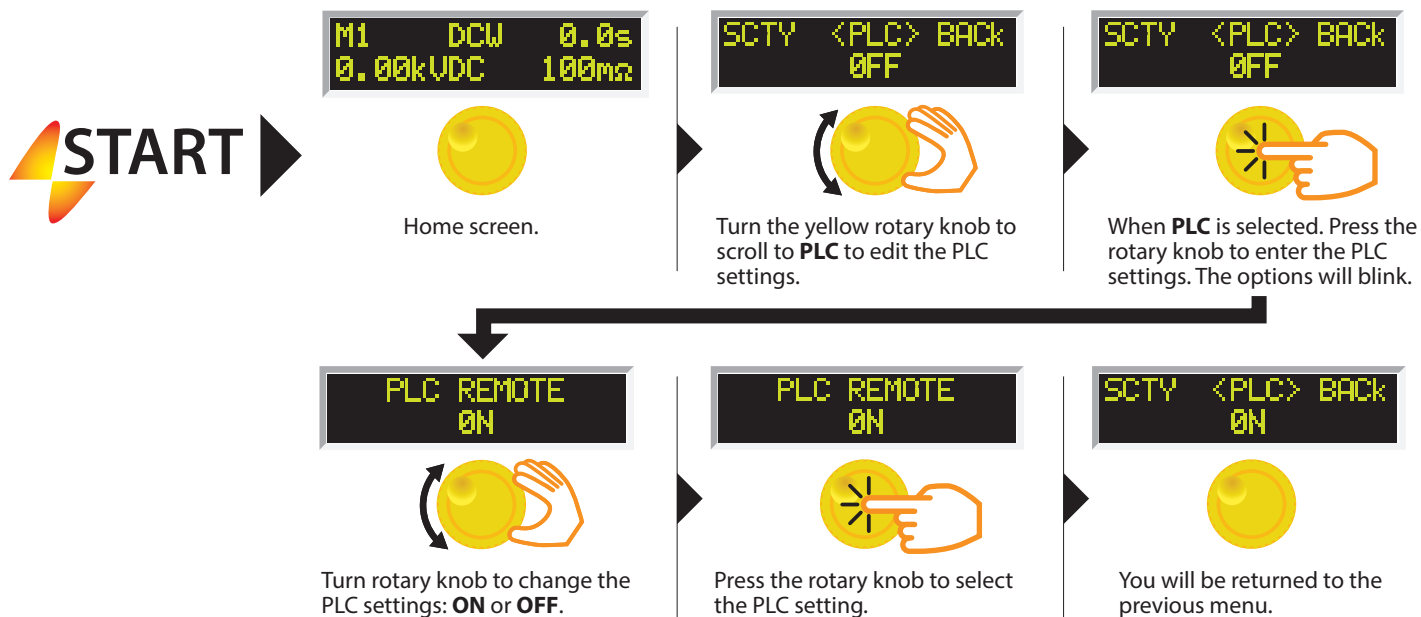 START
M1 DCW 0.0s
0.00kVDC 100mΩ
Home screen.
SCTY <PLC> BACk
0FF
Turn the yellow rotary knob to
scroll to PLC to edit the PLC
settings.
SCTY <PLC> BACk
0FF
When PLC is selected. Press the
rotary knob to enter the PLC
settings. The options will blink.
PLC REMOTE
0N
Turn rotary knob to change the
PLC settings: ON or OFF.
PLC REMOTE
0N
Press the rotary knob to select
the PLC setting.
SCTY <PLC> BACk
0N
You will be returned to the
previous menu.